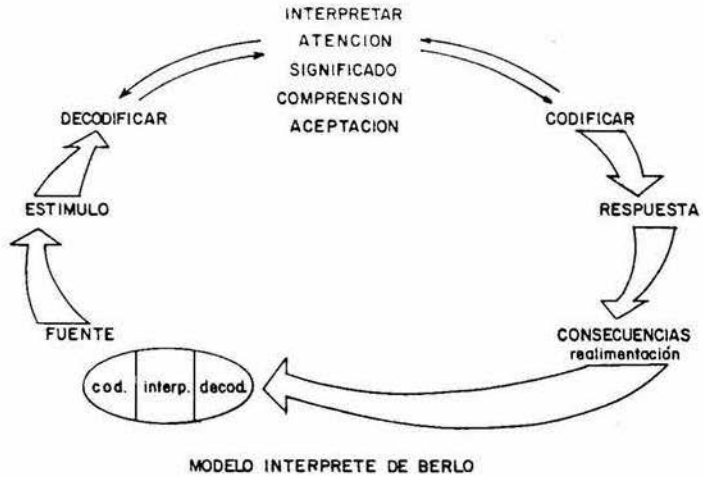 INTERPRETAR
ATENCION
SIGNIFICADO
COMPRENSION
ACEPTACION
DECODIFICAR
CODIFICAR
ESTIMULO
RESPUESTA
FUENTE
CONSECUENCIAS
realimentación
cod. interp. decod.
MODELO INTERPRETE DE BERLO